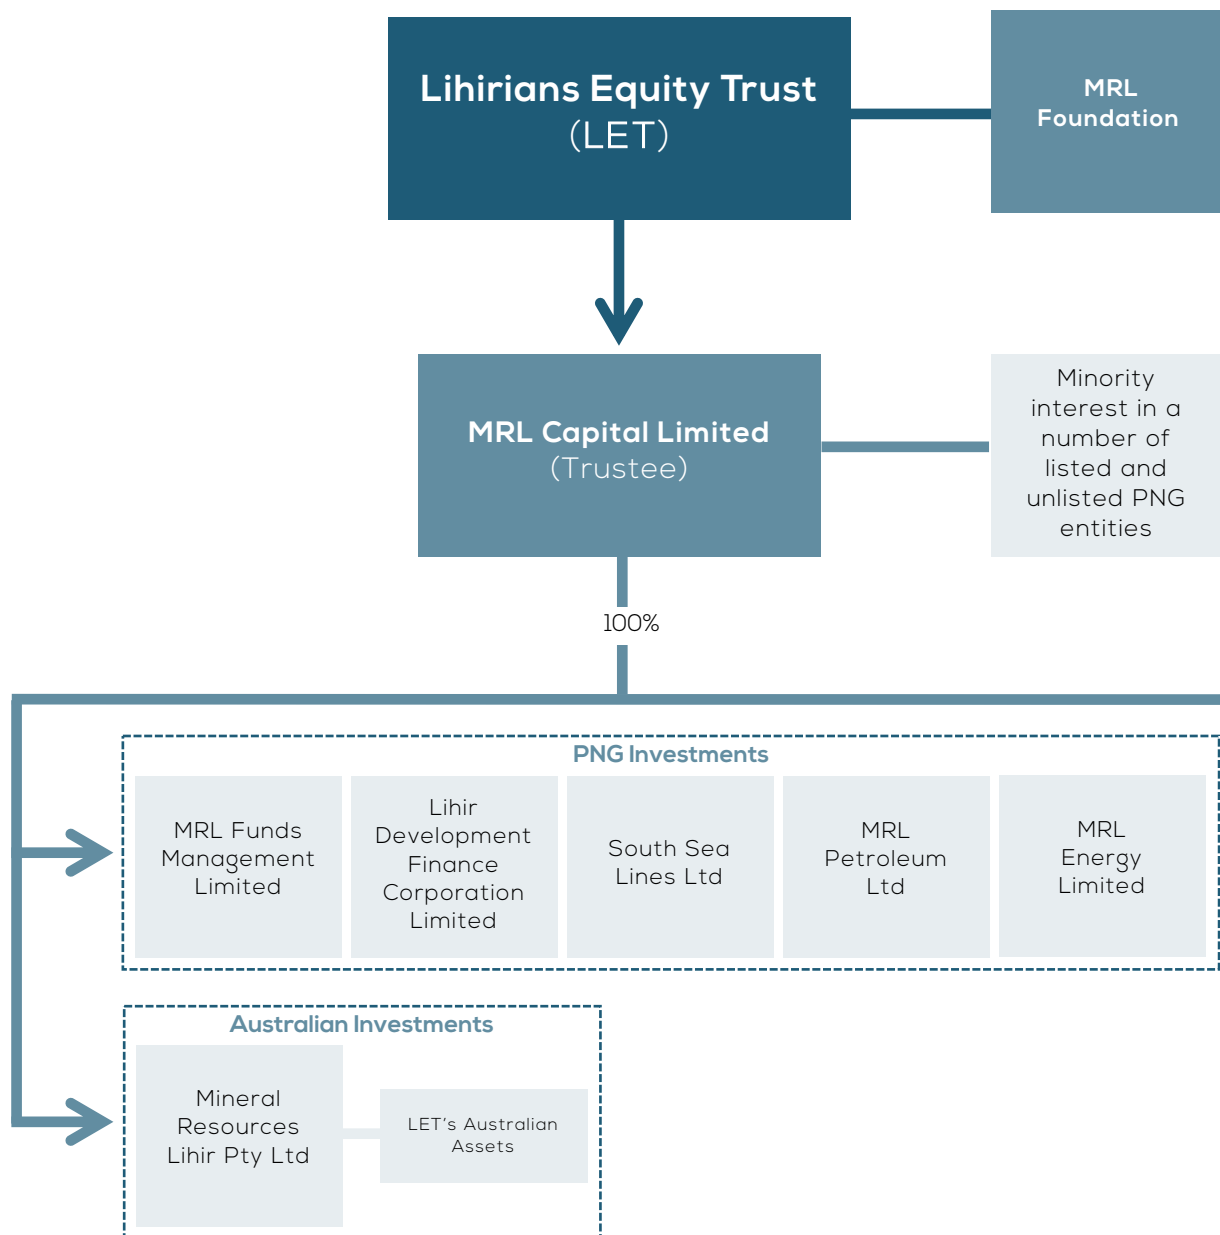 Lihirians Equity Trust
(LET)
MRL
Foundation
MRL Capital Limited
(Trustee)
Minority
interest in a
number of
listed and
unlisted PNG
entities
100%
PNG Investments
MRL Funds
Management
Limited
Lihir
Development
Finance
Corporation
Limited
South Sea
Lines Ltd
MRL
Petroleum
Ltd
MRL
Energy
Limited
Australian Investments
Mineral
Resources
Lihir Pty Ltd
LET’s Australian
Assets